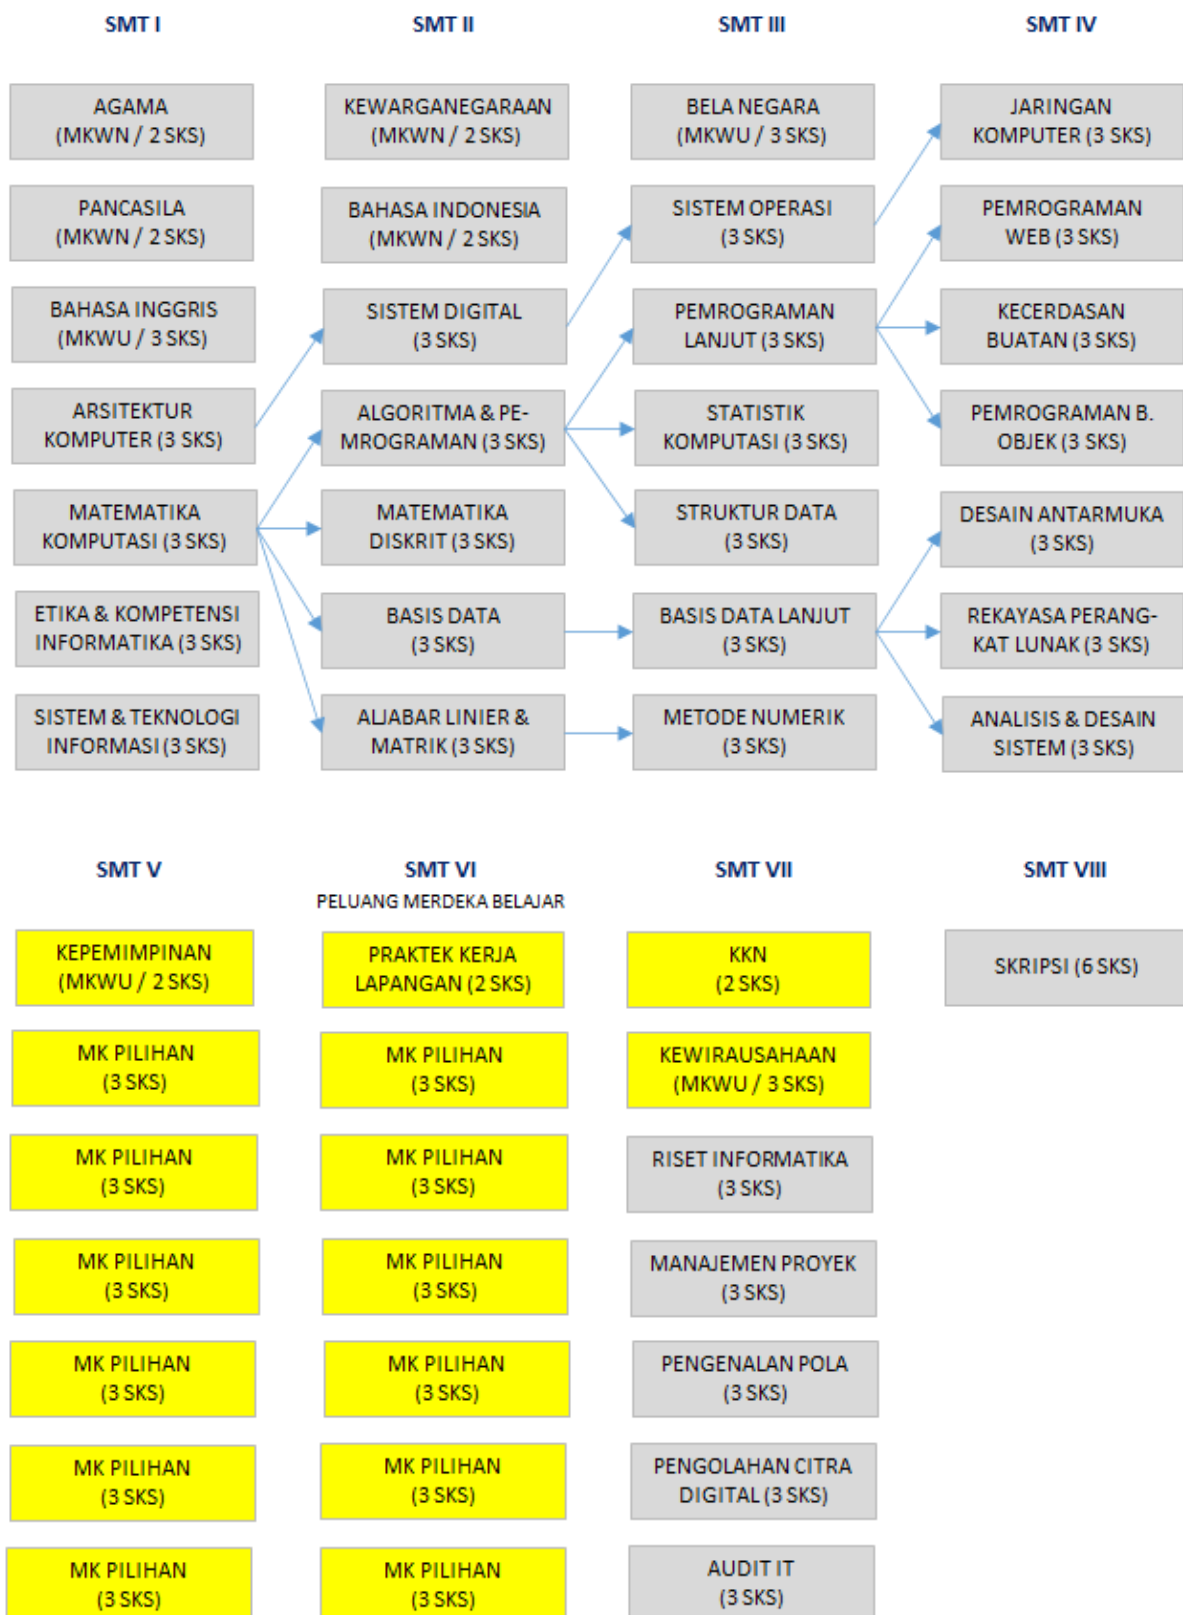 SMT I
SMT II
SMT III
SMT IV
AGAMA
(MKWN / 2 SKS)
KEWARGANEGARAAN
(MKWN / 2 SKS)
BELA NEGARA
(MKWU / 3 SKS)
JARINGAN
KOMPUTER (3 SKS)
PANCASILA
(MKWN / 2 SKS)
BAHASA INDONESIA
(MKWN / 2 SKS)
SISTEM OPERASI
(3 SKS)
PEMROGRAMAN
WEB (3 SKS)
BAHASA INGGRIS
(MKWU / 3 SKS)
SISTEM DIGITAL
(3 SKS)
PEMROGRAMAN
LANJUT (3 SKS)
KECERDASAN
BUATAN (3 SKS)
ARSITEKTUR
KOMPUTER (3 SKS)
ALGORITMA & PE-
MROGRAMAN (3 SKS)
STATISTIK
KOMPUTASI (3 SKS)
PEMROGRAMAN B.
OBJEK (3 SKS)
MATEMATIKA
KOMPUTASI (3 SKS)
MATEMATIKA
DISKRIT (3 SKS)
STRUKTUR DATA
(3 SKS)
DESAIN ANTARMUKA
(3 SKS)
ETIKA & KOMPETENSI
INFORMATIKA (3 SKS)
BASIS DATA
(3 SKS)
BASIS DATA LANJUT
(3 SKS)
REKAYASA PERANG-
KAT LUNAK (3 SKS)
SISTEM & TEKNOLOGI
INFORMASI (3 SKS)
ALJABAR LINIER &
MATRIK (3 SKS)
METODE NUMERIK
(3 SKS)
ANALISIS & DESAIN
SISTEM (3 SKS)
SMT V
SMT VI
PELUANG MERDEKA BELAJAR
SMT VII
SMT VIII
KEPEMIMPINAN
(MKWU / 2 SKS)
PRAKTEK KERJA
LAPANGAN (2 SKS)
KKN
(2 SKS)
SKRIPSI (6 SKS)
MK PILIHAN
(3 SKS)
MK PILIHAN
(3 SKS)
KEWIRAUSAHAAN
(MKWU / 3 SKS)
MK PILIHAN
(3 SKS)
MK PILIHAN
(3 SKS)
RISET INFORMATIKA
(3 SKS)
MK PILIHAN
(3 SKS)
MK PILIHAN
(3 SKS)
MANAJEMEN PROYEK
(3 SKS)
MK PILIHAN
(3 SKS)
MK PILIHAN
(3 SKS)
PENGENALAN POLA
(3 SKS)
MK PILIHAN
(3 SKS)
MK PILIHAN
(3 SKS)
PENGOLAHAN CITRA
DIGITAL (3 SKS)
MK PILIHAN
(3 SKS)
MK PILIHAN
(3 SKS)
AUDIT IT
(3 SKS)